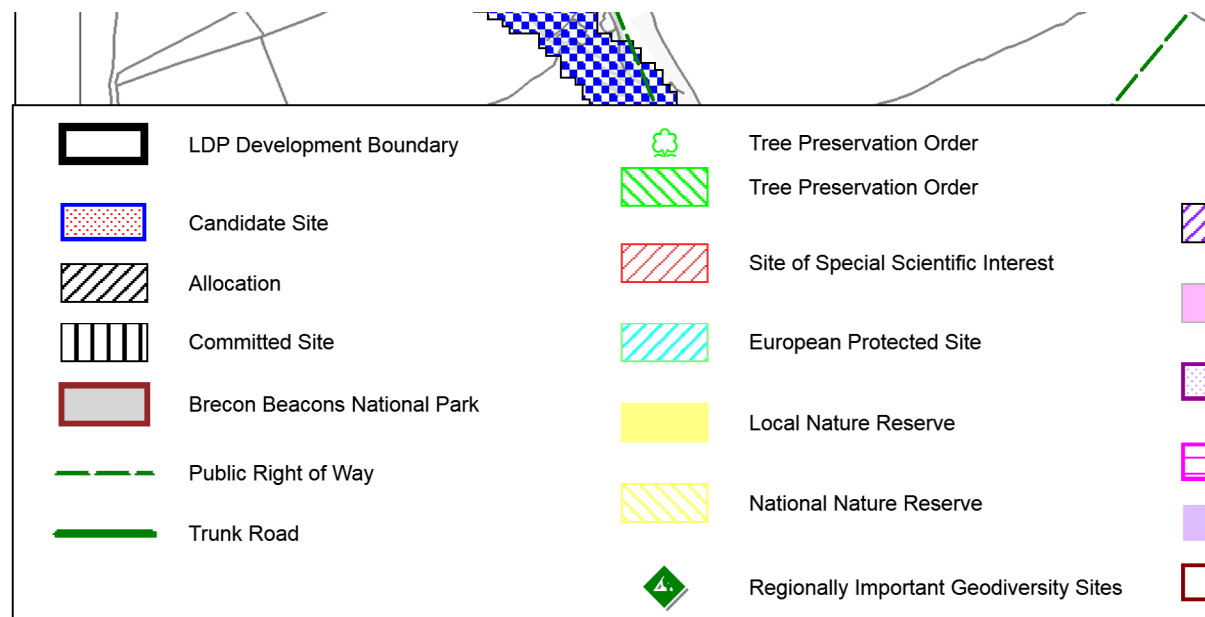 LDP Development Boundary
Candidate Site
Allocation
Committed Site
Brecon Beacons National Park
Public Right of Way
Trunk Road
Tree Preservation Order
Tree Preservation Order
Site of Special Scientific Interest
European Protected Site
Local Nature Reserve
National Nature Reserve
Regionally Important Geodiversity Sites